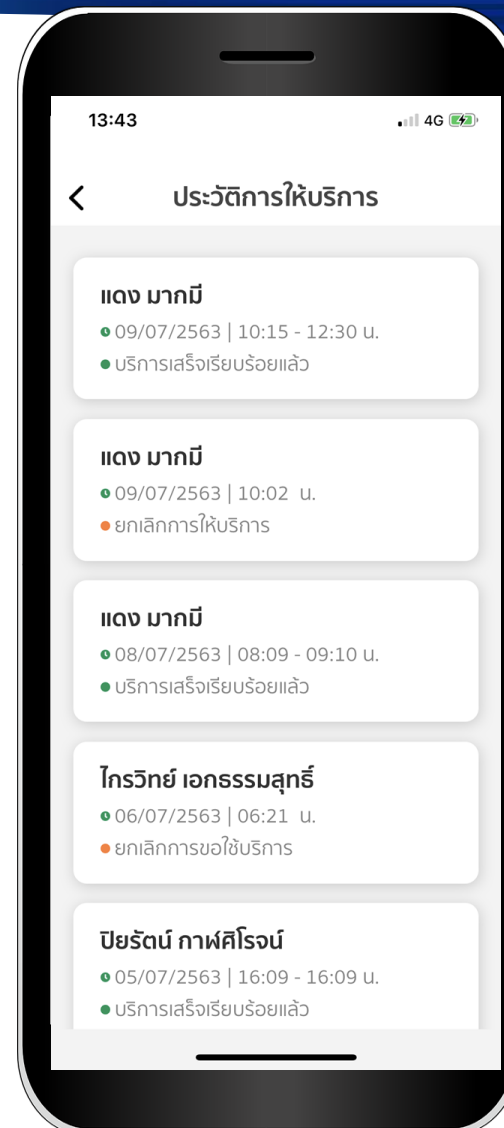 13:43
4G
ประวัติการให้บริการ
แดง มากมี
09/07/2563 | 10:15 - 12:30 น.
บริการเสร็จเรียบร้อยแล้ว
แดง มากมี
09/07/2563 | 10:02 น.
ยกเลิกการให้บริการ
แดง มากมี
08/07/2563 | 08:09 - 09:10 น.
บริการเสร็จเรียบร้อยแล้ว
ไกรวิทย์ เอกธรรมสุทธิ์
06/07/2563 | 06:21 น.
ยกเลิกการขอใช้บริการ
ปิยรัตน์ กาฬศิโรจน์
05/07/2563 | 16:09 - 16:09 น.
บริการเสร็จเรียบร้อยแล้ว